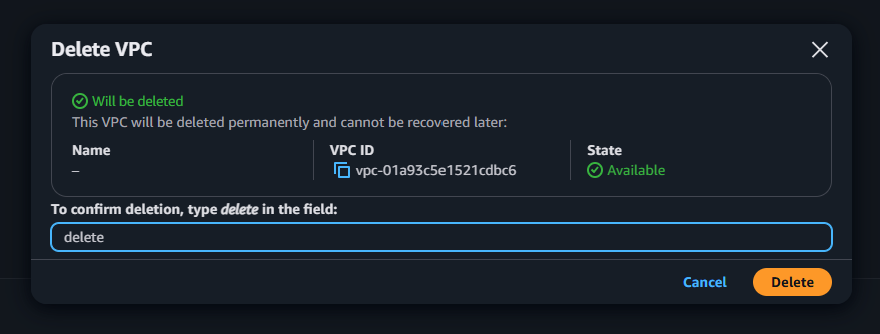 Delete VPC
Will be deleted
This VPC will be deleted permanently and cannot be recovered later:
Name VPC ID State
– vpc-01a93c5e1521cdbc6 Available
To confirm deletion, type delete in the field:
delete
Cancel Delete